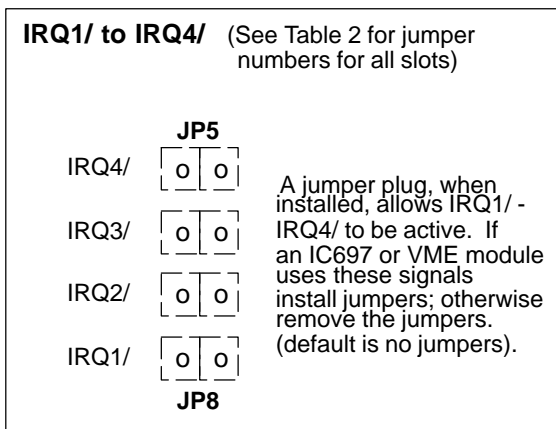 IRQ1/ to IRQ4/ (See Table 2 for jumper
numbers for all slots)
JP5
IRQ4/ o o
IRQ3/ o o
IRQ2/ o o
IRQ1/ o o
JP8
A jumper plug, when
installed, allows IRQ1/ -
IRQ4/ to be active. If
an IC697 or VME module
uses these signals
install jumpers; otherwise
remove the jumpers.
(default is no jumpers).